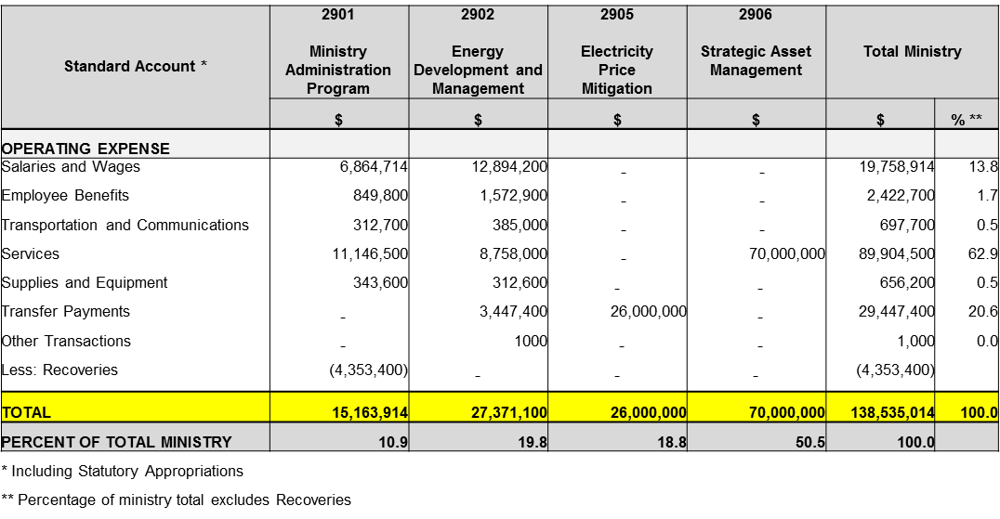 2901 2902 2905 2906
Standard Account * Ministry Administration Program Energy Development and Management Electricity Price Mitigation Strategic Asset Management Total Ministry
$ $ $ $ $ % **
OPERATING EXPENSE
Salaries and Wages 6,864,714 12,894,200 - - 19,758,914 13.8
Employee Benefits 849,800 1,572,900 - - 2,422,700 1.7
Transportation and Communications 312,700 385,000 - - 697,700 0.5
Services 11,146,500 8,758,000 - 70,000,000 89,904,500 62.9
Supplies and Equipment 343,600 312,600 - - 656,200 0.5
Transfer Payments - 3,447,400 26,000,000 - 29,447,400 20.6
Other Transactions - 1000 - - 1,000 0.0
Less: Recoveries (4,353,400) - - - (4,353,400)
TOTAL 15,163,914 27,371,100 26,000,000 70,000,000 138,535,014 100.0
PERCENT OF TOTAL MINISTRY 10.9 19.8 18.8 50.5 100.0
* Including Statutory Appropriations
** Percentage of ministry total excludes Recoveries